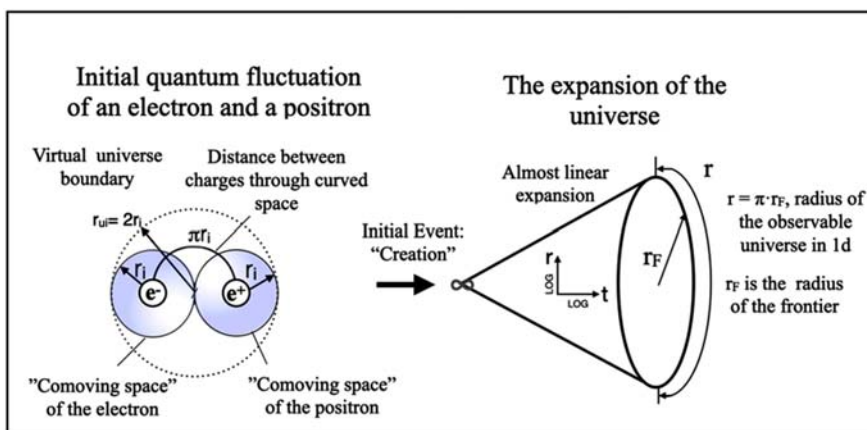 Initial quantum fluctuation
of an electron and a positron
Virtual universe
boundary
Distance between
charges through curved
space
rui= 2ri
πri
ri
ri
e-
e+
"Comoving space"
of the electron
"Comoving space"
of the positron
Initial Event:
"Creation"
The expansion of the
universe
Almost linear
expansion
r
r
LOG
LOG
t
rF
r = π·rF, radius of
the observable
universe in 1d
rF is the radius
of the frontier